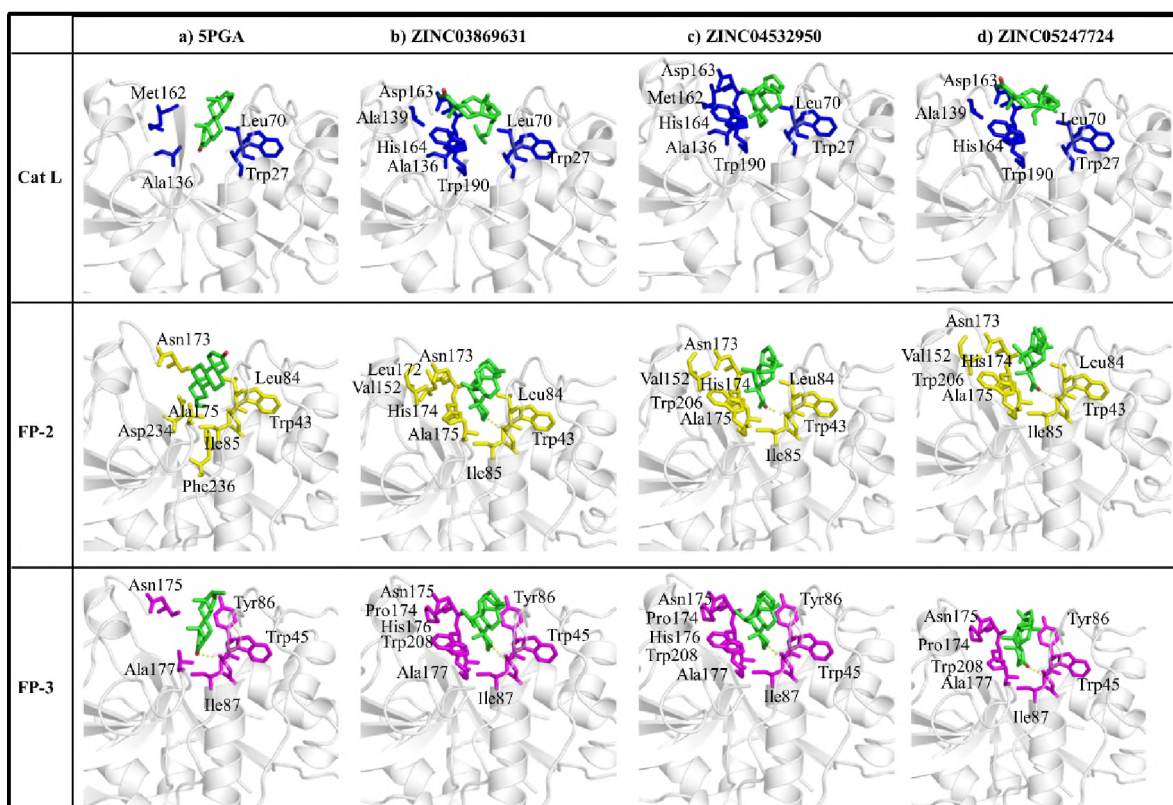 a) 5PGA
b) ZINC03869631
c) ZINC04532950
d) ZINC05247724
Cat L
Met162
Leu70
Ala136
Trp27
Asp163
Ala139
Leu70
His164
Ala136
Trp27
Trp190
Asp163
Met162
Leu70
His164
Ala136
Trp27
Trp190
Asp163
Ala139
Leu70
His164
Trp27
Trp190
FP-2
Asn173
Leu84
Ala175
Trp43
Asp234
Ile85
Phe236
Asn173
Leu172
Val152
Leu84
His174
Ala175
Trp43
Ile85
Asn173
Val152
His174
Leu84
Trp206
Ala175
Trp43
Ile85
Asn173
Val152
His174
Leu84
Trp206
Ala175
Trp43
Ile85
FP-3
Asn175
Tyr86
Trp45
Ala177
Ile87
Asn175
Tyr86
Pro174
His176
Trp208
Trp45
Ala177
Ile87
Asn175
Tyr86
Pro174
His176
Trp208
Trp45
Ala177
Ile87
Asn175
Tyr86
Pro174
Trp208
Trp45
Ala177
Ile87